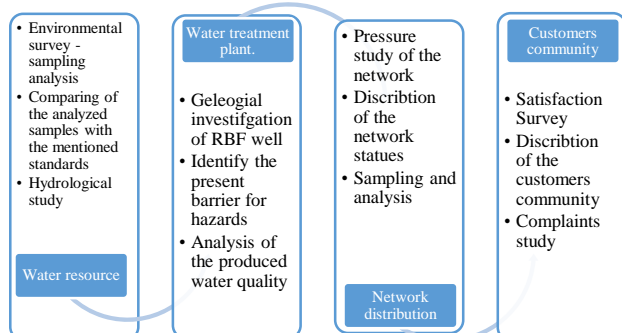 • Environmental
survey -
sampling
analysis
• Comparing of
the analyzed
samples with
the mentioned
standards
• Hydrological
study
Water resource
Water treatment
plant.
• Geleogial
investifgation
of RBF well
• Identify the
present
barrier for
hazards
• Analysis of
the produced
water quality
• Pressure
study of the
network
• Discribtion
of the
network
statues
• Sampling and
analysis
Network
distribution
Customers
community
• Satisfaction
Survey
• Discribtion
of the
customers
community
• Complaints
study